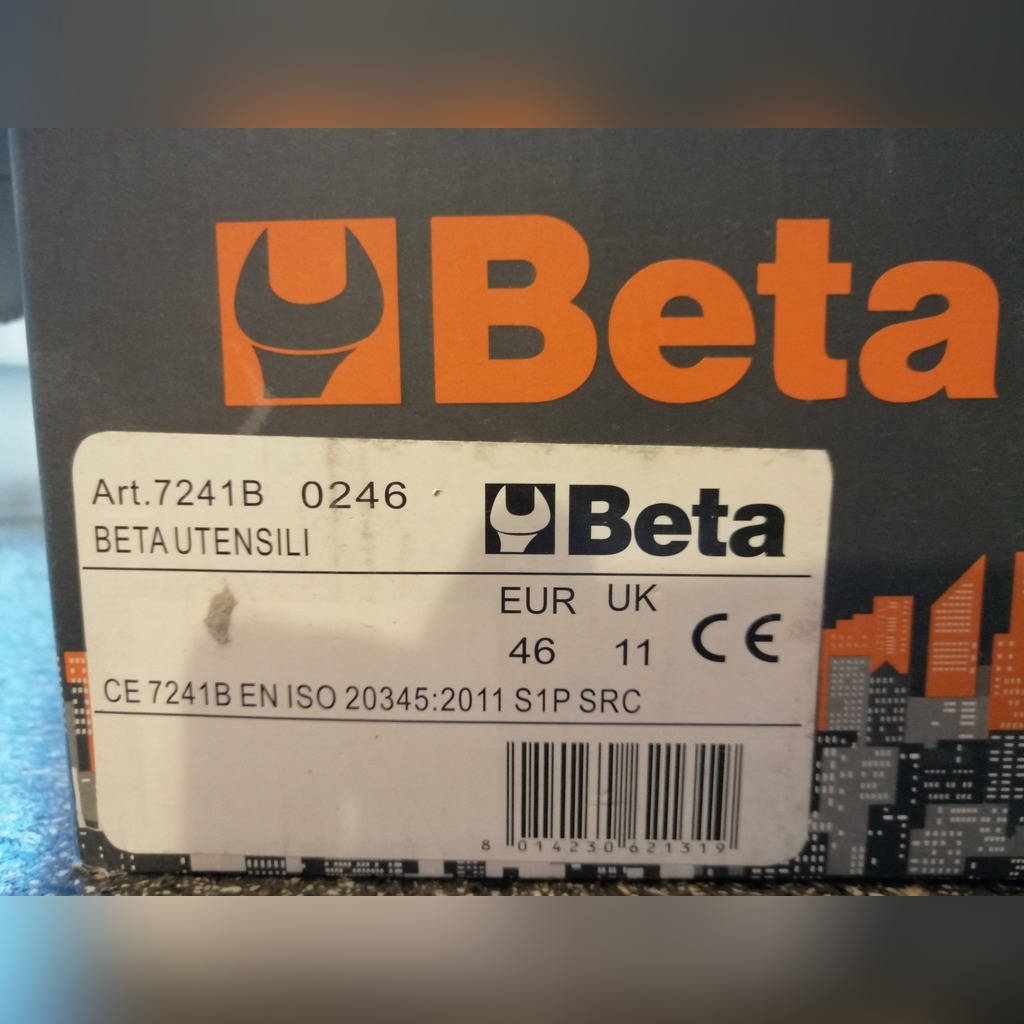 Beta
Art.7241B 0246
BETA UTENSILI
Beta
EUR UK
46 11
CE
CE 7241B EN ISO 20345:2011 S1P SRC
8 014230 621319